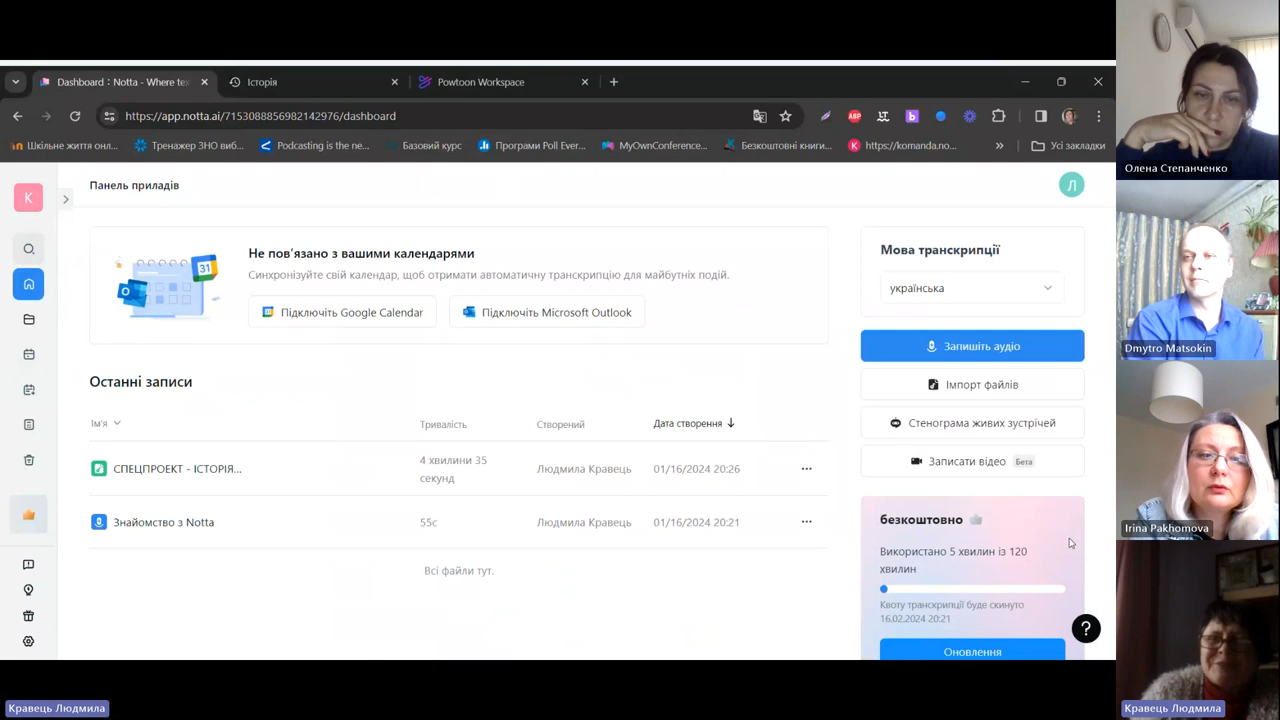 Dashboard : Notta - Where tex
Історія
Powtoon Workspace
https://app.notta.ai/7153088856982142976/dashboard
Шкільне життя онл...
Тренажер ЗНО виб...
Podcasting is the ne...
Базовий курс
Програми Poll Ever...
MyOwnConference...
Безкоштовні книги...
https://komanda.no...
Усі закладки
K
Панель приладів
Л
Не пов'язано з вашими календарями
Синхронізуйте свій календар, щоб отримати автоматичну транскрипцію для майбутніх подій.
Підключіть Google Calendar
Підключіть Microsoft Outlook
31
Мова транскрипції
українська
Запишіть аудіо
Імпорт файлів
Стенограма живих зустрічей
Записати відео Бета
Останні записи
Ім'я
Тривалість
Створений
Дата створення
СПЕЦПРОЕКТ - ІСТОРІЯ...
4 хвилини 35
секунд
Людмила Кравець
01/16/2024 20:26
Знайомство з Notta
55с
Людмила Кравець
01/16/2024 20:21
Всі файли тут.
безкоштовно
Використано 5 хвилин із 120
хвилин
Квоту транскрипції буде скинуто
16.02.2024 20:21
Оновлення
?
Олена Степанченко
Dmytro Matsokin
Irina Pakhomova
Кравець Людмила
Кравець Людмила